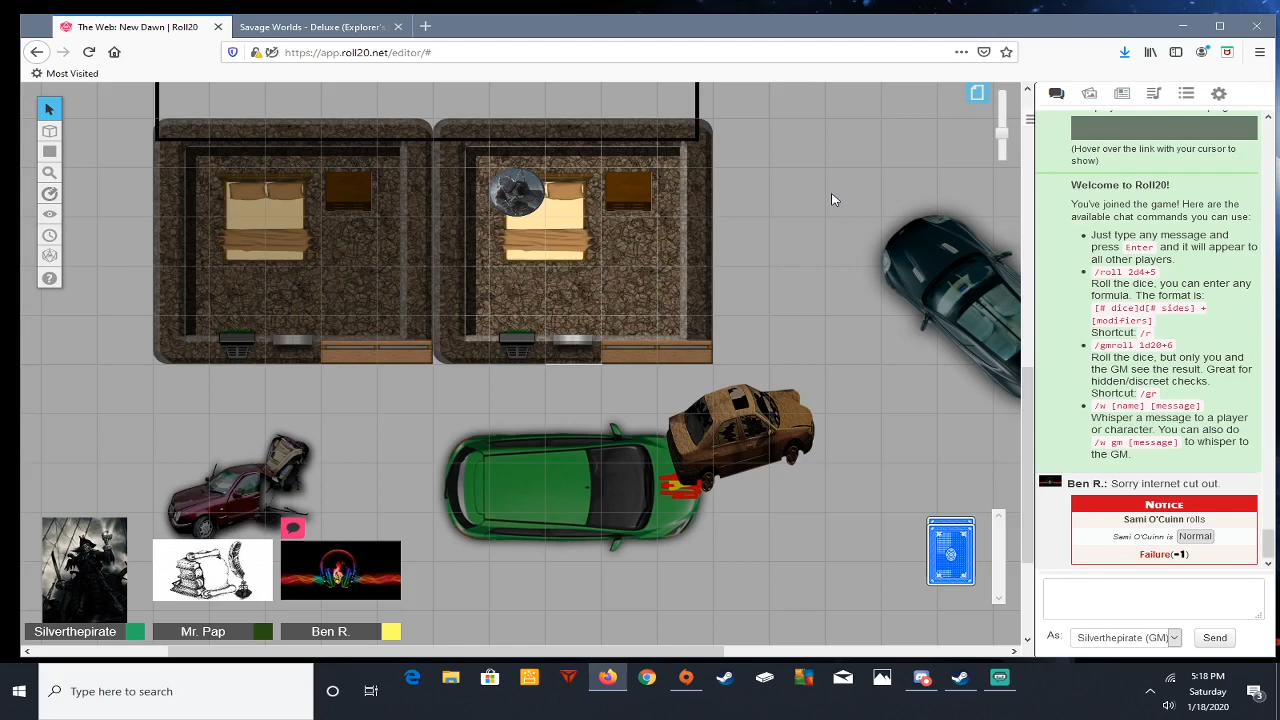 The Web: New Dawn | Roll20
Savage Worlds - Deluxe (Explorer's
https://app.roll20.net/editor/#
Most Visited
(Hover over the link with your cursor to
show)
Welcome to Roll20!
You've joined the game! Here are the
available chat commands you can use:
Just type any message and
press Enter and it will appear to
all other players.
/roll 2d4+5
Roll the dice, you can enter any
formula. The format is:
[# dice]d[# sides] +
[modifiers]
Shortcut: /r
/gmroll 1d20+6
Roll the dice, but only you and
the GM see the result. Great for
hidden/discreet checks.
Shortcut: /gr
/w [name] [message]
Whisper a message to a player
or character. You can also do
/w gm [message] to whisper to
the GM.
Ben R.: Sorry internet cut out.
NOTICE
Sami O'Cuinn rolls
Sami O'Cuinn is Normal
Failure(-1)
As: Silverthepirate (GM) Send
Silverthepirate
Mr. Pap
Ben R.
Type here to search
5:18 PM
Saturday
1/18/2020
3